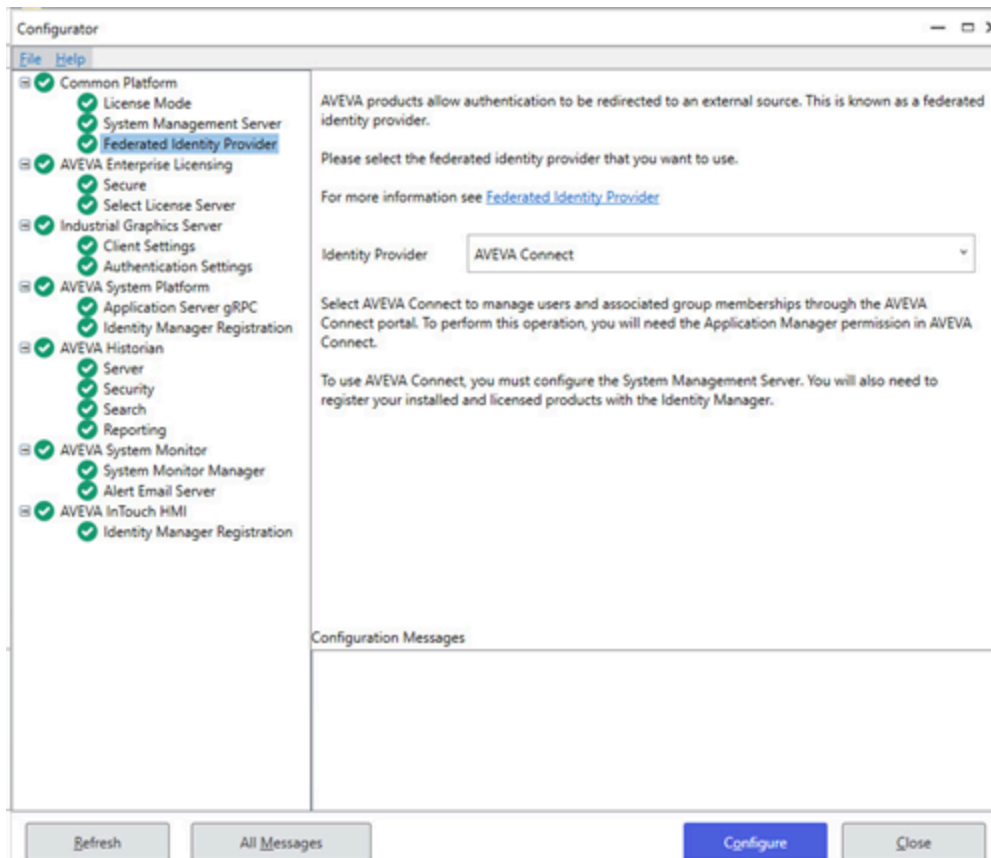 Configurator
File Help
Common Platform
License Mode
System Management Server
Federated Identity Provider
AVEVA Enterprise Licensing
Secure
Select License Server
Industrial Graphics Server
Client Settings
Authentication Settings
AVEVA System Platform
Application Server gRPC
Identity Manager Registration
AVEVA Historian
Server
Security
Search
Reporting
AVEVA System Monitor
System Monitor Manager
Alert Email Server
AVEVA InTouch HMI
Identity Manager Registration
AVEVA products allow authentication to be redirected to an external source. This is known as a federated
identity provider.
Please select the federated identity provider that you want to use.
For more information see Federated Identity Provider
Identity Provider AVEVA Connect
Select AVEVA Connect to manage users and associated group memberships through the AVEVA
Connect portal. To perform this operation, you will need the Application Manager permission in AVEVA
Connect.
To use AVEVA Connect, you must configure the System Management Server. You will also need to
register your installed and licensed products with the Identity Manager.
Configuration Messages
Refresh All Messages Configure Close